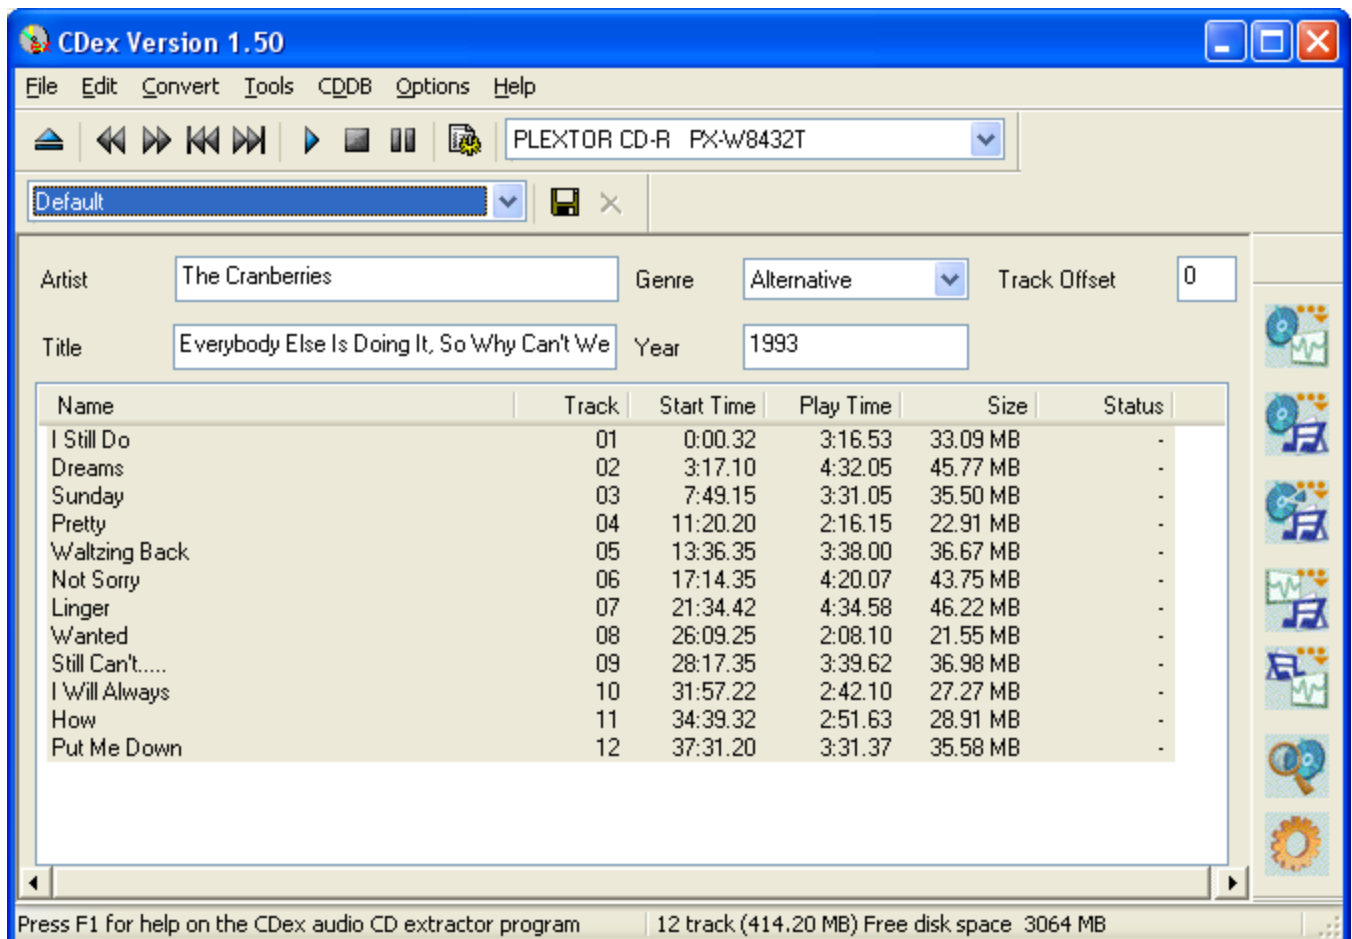 CDex Version 1.50
File Edit Convert Tools CDDB Options Help
PLEXTOR CD-R PX-W8432T
Default
Artist The Cranberries Genre Alternative Track Offset 0
Title Everybody Else Is Doing It, So Why Can't We Year 1993
Name Track Start Time Play Time Size Status
I Still Do 01 0:00.32 3:16.53 33.09 MB -
Dreams 02 3:17.10 4:32.05 45.77 MB -
Sunday 03 7:49.15 3:31.05 35.50 MB -
Pretty 04 11:20.20 2:16.15 22.91 MB -
Waltzing Back 05 13:36.35 3:38.00 36.67 MB -
Not Sorry 06 17:14.35 4:20.07 43.75 MB -
Linger 07 21:34.42 4:34.58 46.22 MB -
Wanted 08 26:09.25 2:08.10 21.55 MB -
Still Can't..... 09 28:17.35 3:39.62 36.98 MB -
I Will Always 10 31:57.22 2:42.10 27.27 MB -
How 11 34:39.32 2:51.63 28.91 MB -
Put Me Down 12 37:31.20 3:31.37 35.58 MB -
Press F1 for help on the CDex audio CD extractor program 12 track (414.20 MB) Free disk space 3064 MB